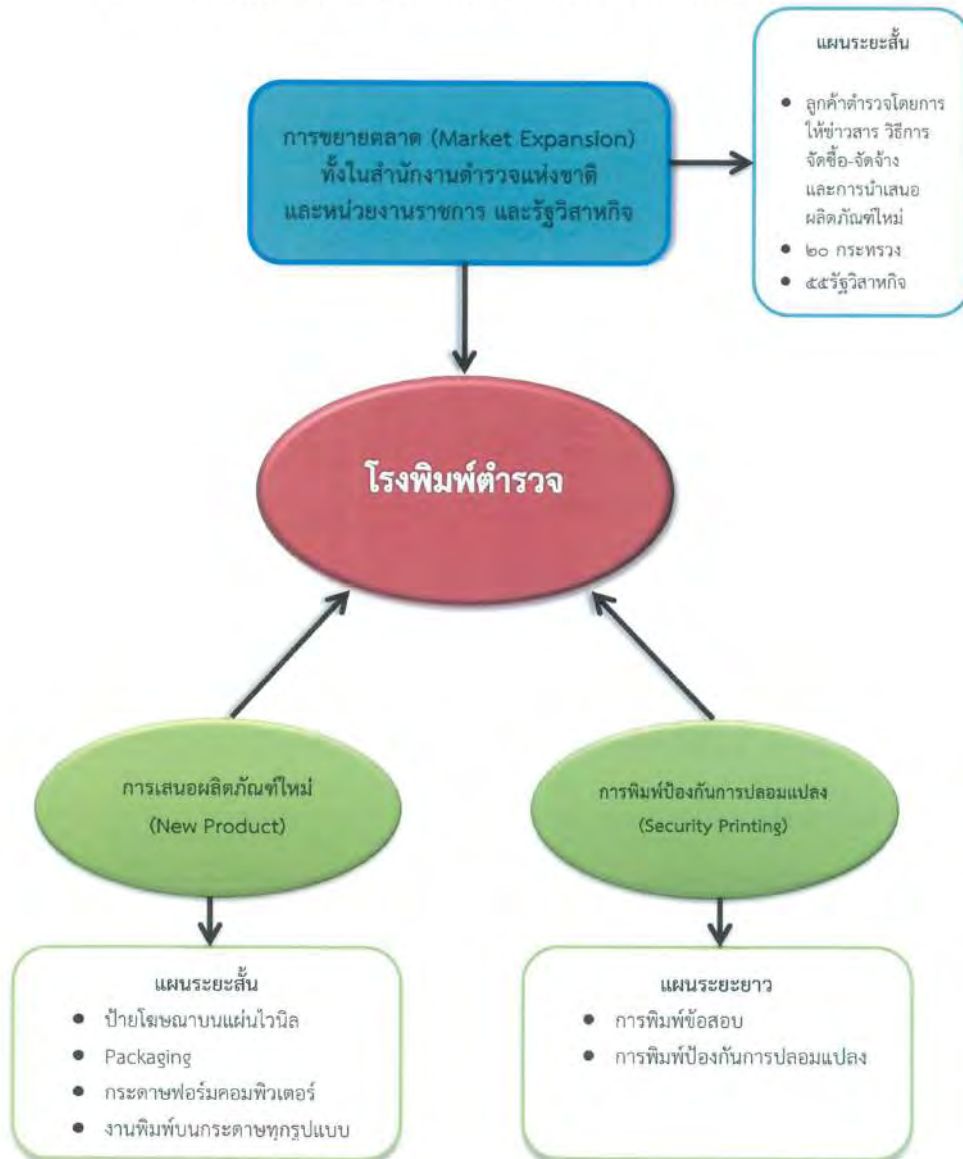 แผนระยะสั้น
ลูกค้าตำรวจโดยการ
ให้ข่าวสาร วิธีการ
จัดซื้อ-จัดจ้าง
และการนำเสนอ
ผลิตภัณฑ์ใหม่
๒๐ กระทรวง
๕๕รัฐวิสาหกิจ
การขยายตลาด (Market Expansion)
ทั้งในสำนักงานตำรวจแห่งชาติ
และหน่วยงานราชการ และรัฐวิสาหกิจ
โรงพิมพ์ตำรวจ
การเสนอผลิตภัณฑ์ใหม่
(New Product)
การพิมพ์ป้องกันการปลอมแปลง
(Security Printing)
แผนระยะสั้น
ป้ายโฆษณาบนแผ่นไวนิล
Packaging
กระดาษฟอร์มคอมพิวเตอร์
งานพิมพ์บนกระดาษทุกรูปแบบ
แผนระยะยาว
การพิมพ์ข้อสอบ
การพิมพ์ป้องกันการปลอมแปลง